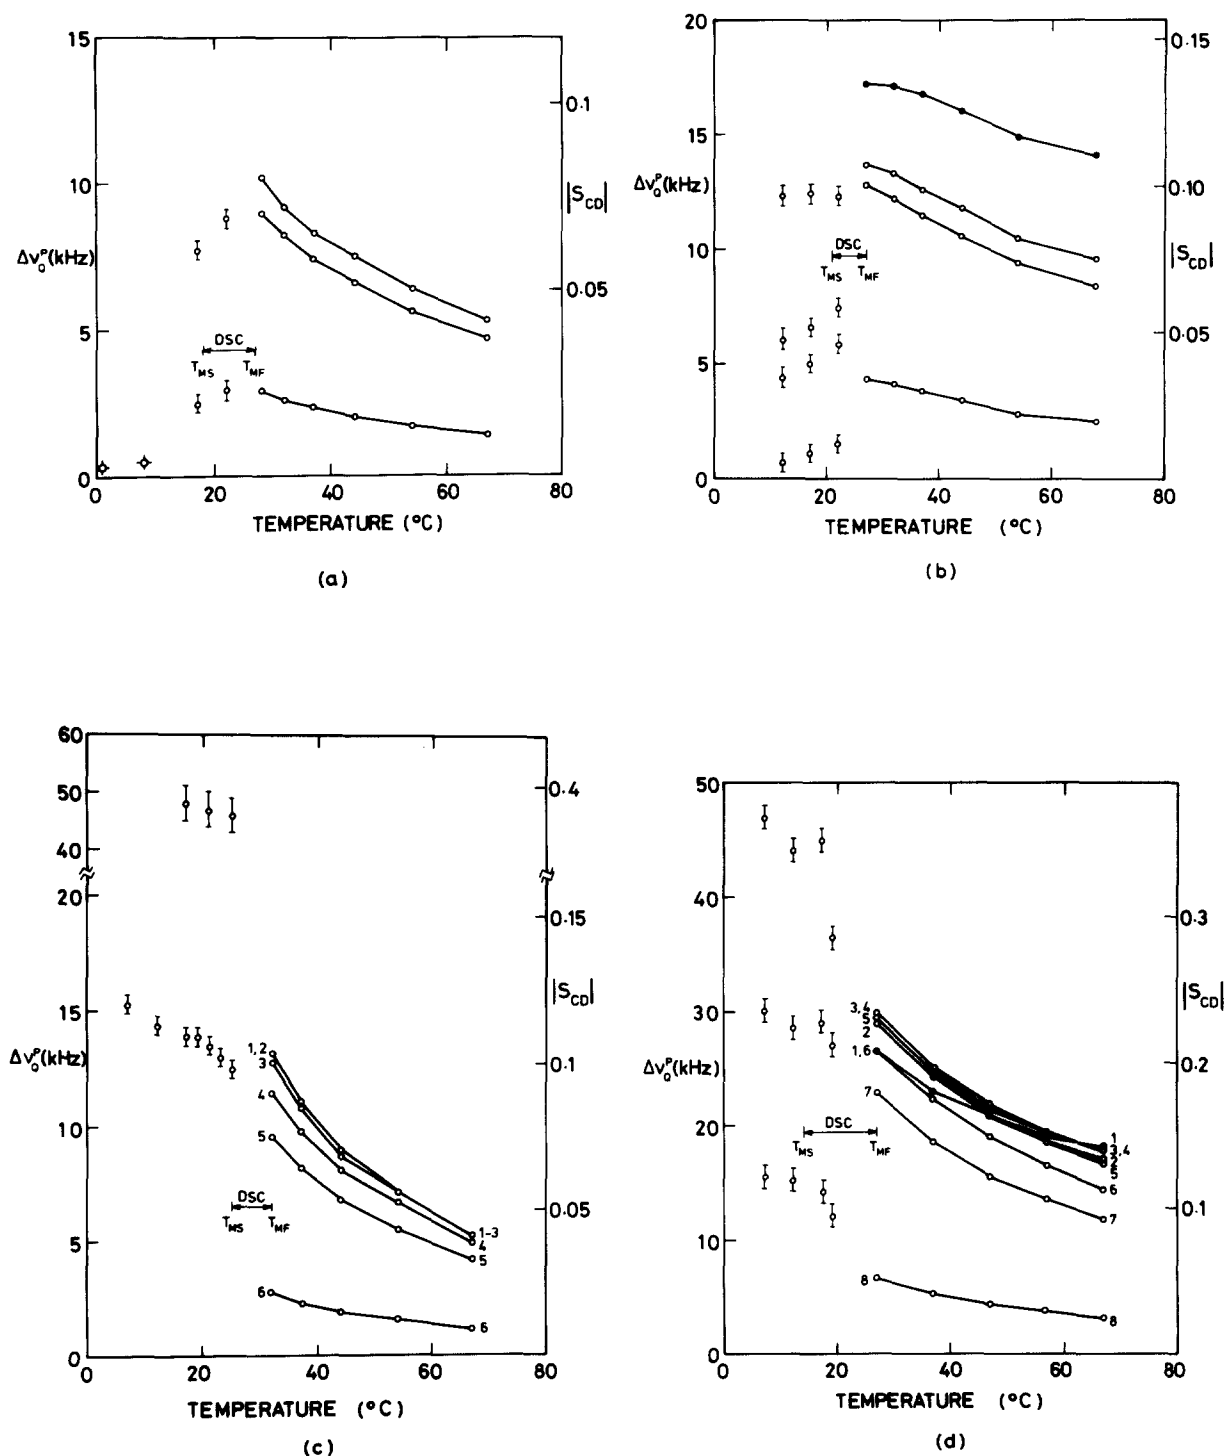 15
10
5
0
0 20 40 60 80
Δν_Q^P (kHz)
0.1
|S_CD|
0.05
DSC
T_MS T_MF
TEMPERATURE (°C)
(a)
20
15
10
5
0
0 20 40 60 80
Δν_Q^P (kHz)
0.15
0.10
|S_CD|
0.05
DSC
T_MS T_MF
TEMPERATURE (°C)
(b)
60
50
40
20
15
10
5
0
0 20 40 60 80
Δν_Q^P (kHz)
0.4
0.15
|S_CD|
0.1
0.05
1,2
3
4
5
6
1-3
4
5
6
DSC
T_MS T_MF
TEMPERATURE (°C)
(c)
50
40
30
20
10
0
0 20 40 60 80
Δν_Q^P (kHz)
0.3
|S_CD|
0.2
0.1
3,4
5
2
1,6
7
8
1
3,4
2
5
6
7
8
DSC
T_MS T_MF
TEMPERATURE (°C)
(d)